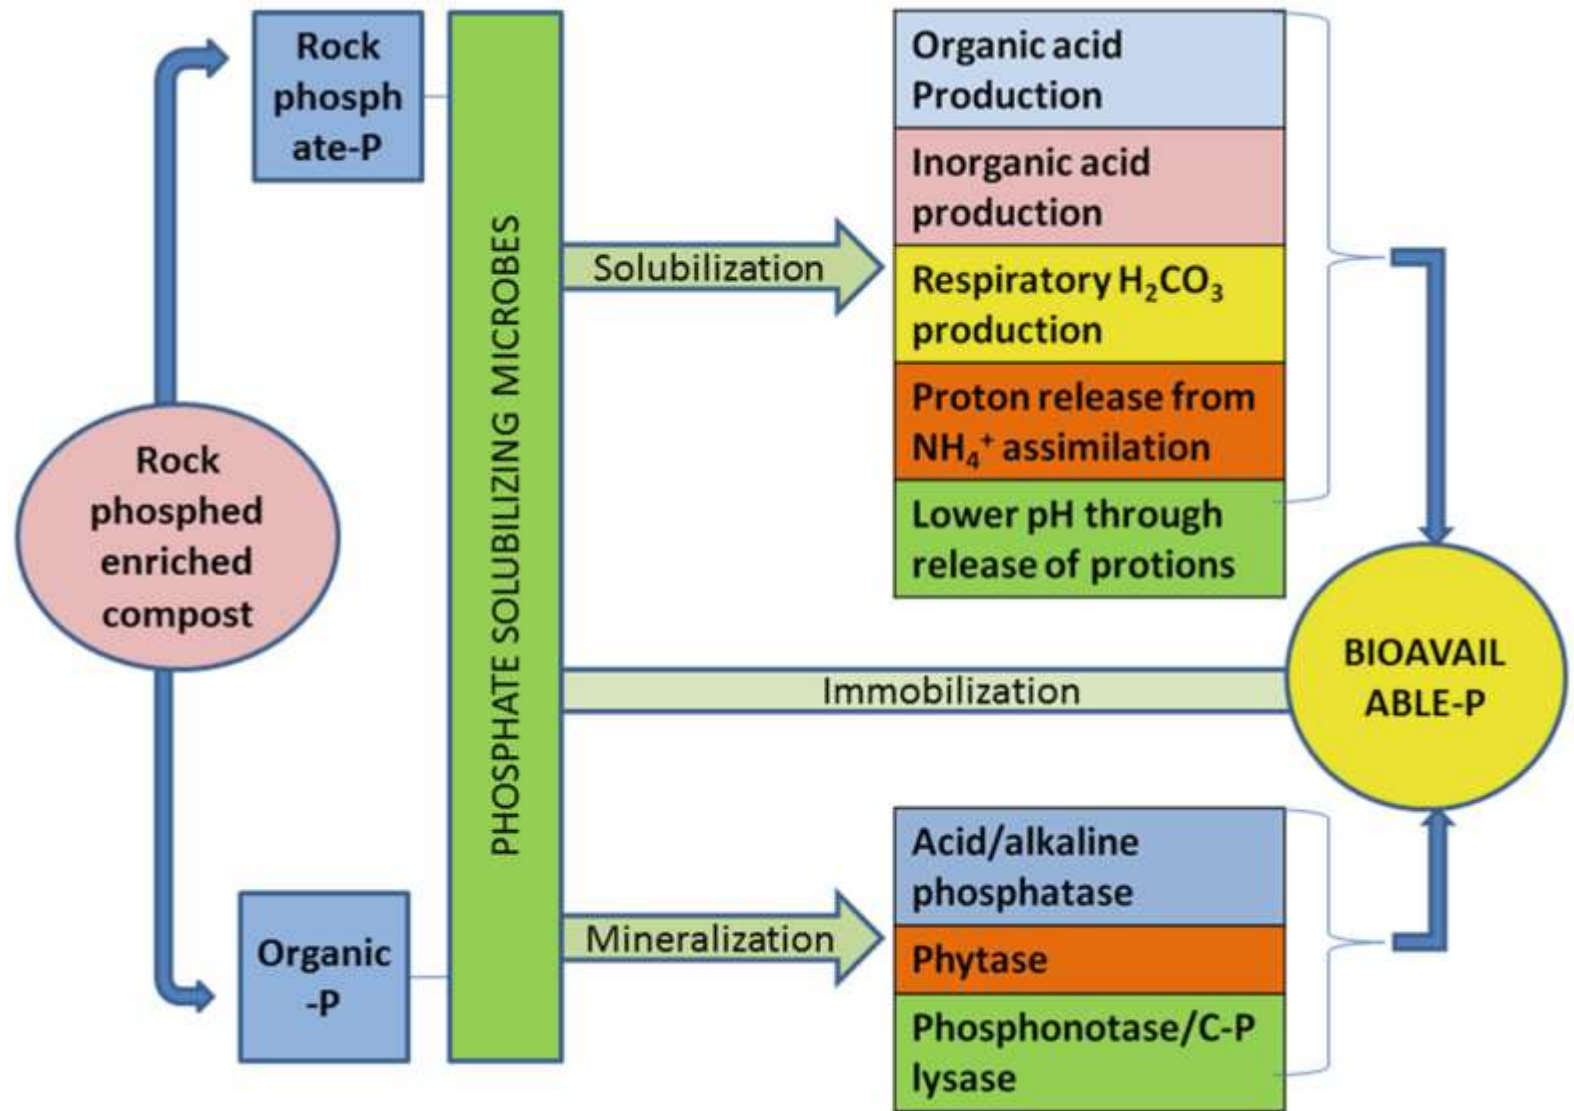 Rock
phosph
ate-P
Rock
phosphed
enriched
compost
Organic
-P
PHOSPHATE SOLUBILIZING MICROBES
Solubilization
Immobilization
Mineralization
Organic acid
Production
Inorganic acid
production
Respiratory H₂CO₃
production
Proton release from
NH₄⁺ assimilation
Lower pH through
release of protions
Acid/alkaline
phosphatase
Phytase
Phosphonotase/C-P
lysase
BIOAVAIL
ABLE-P